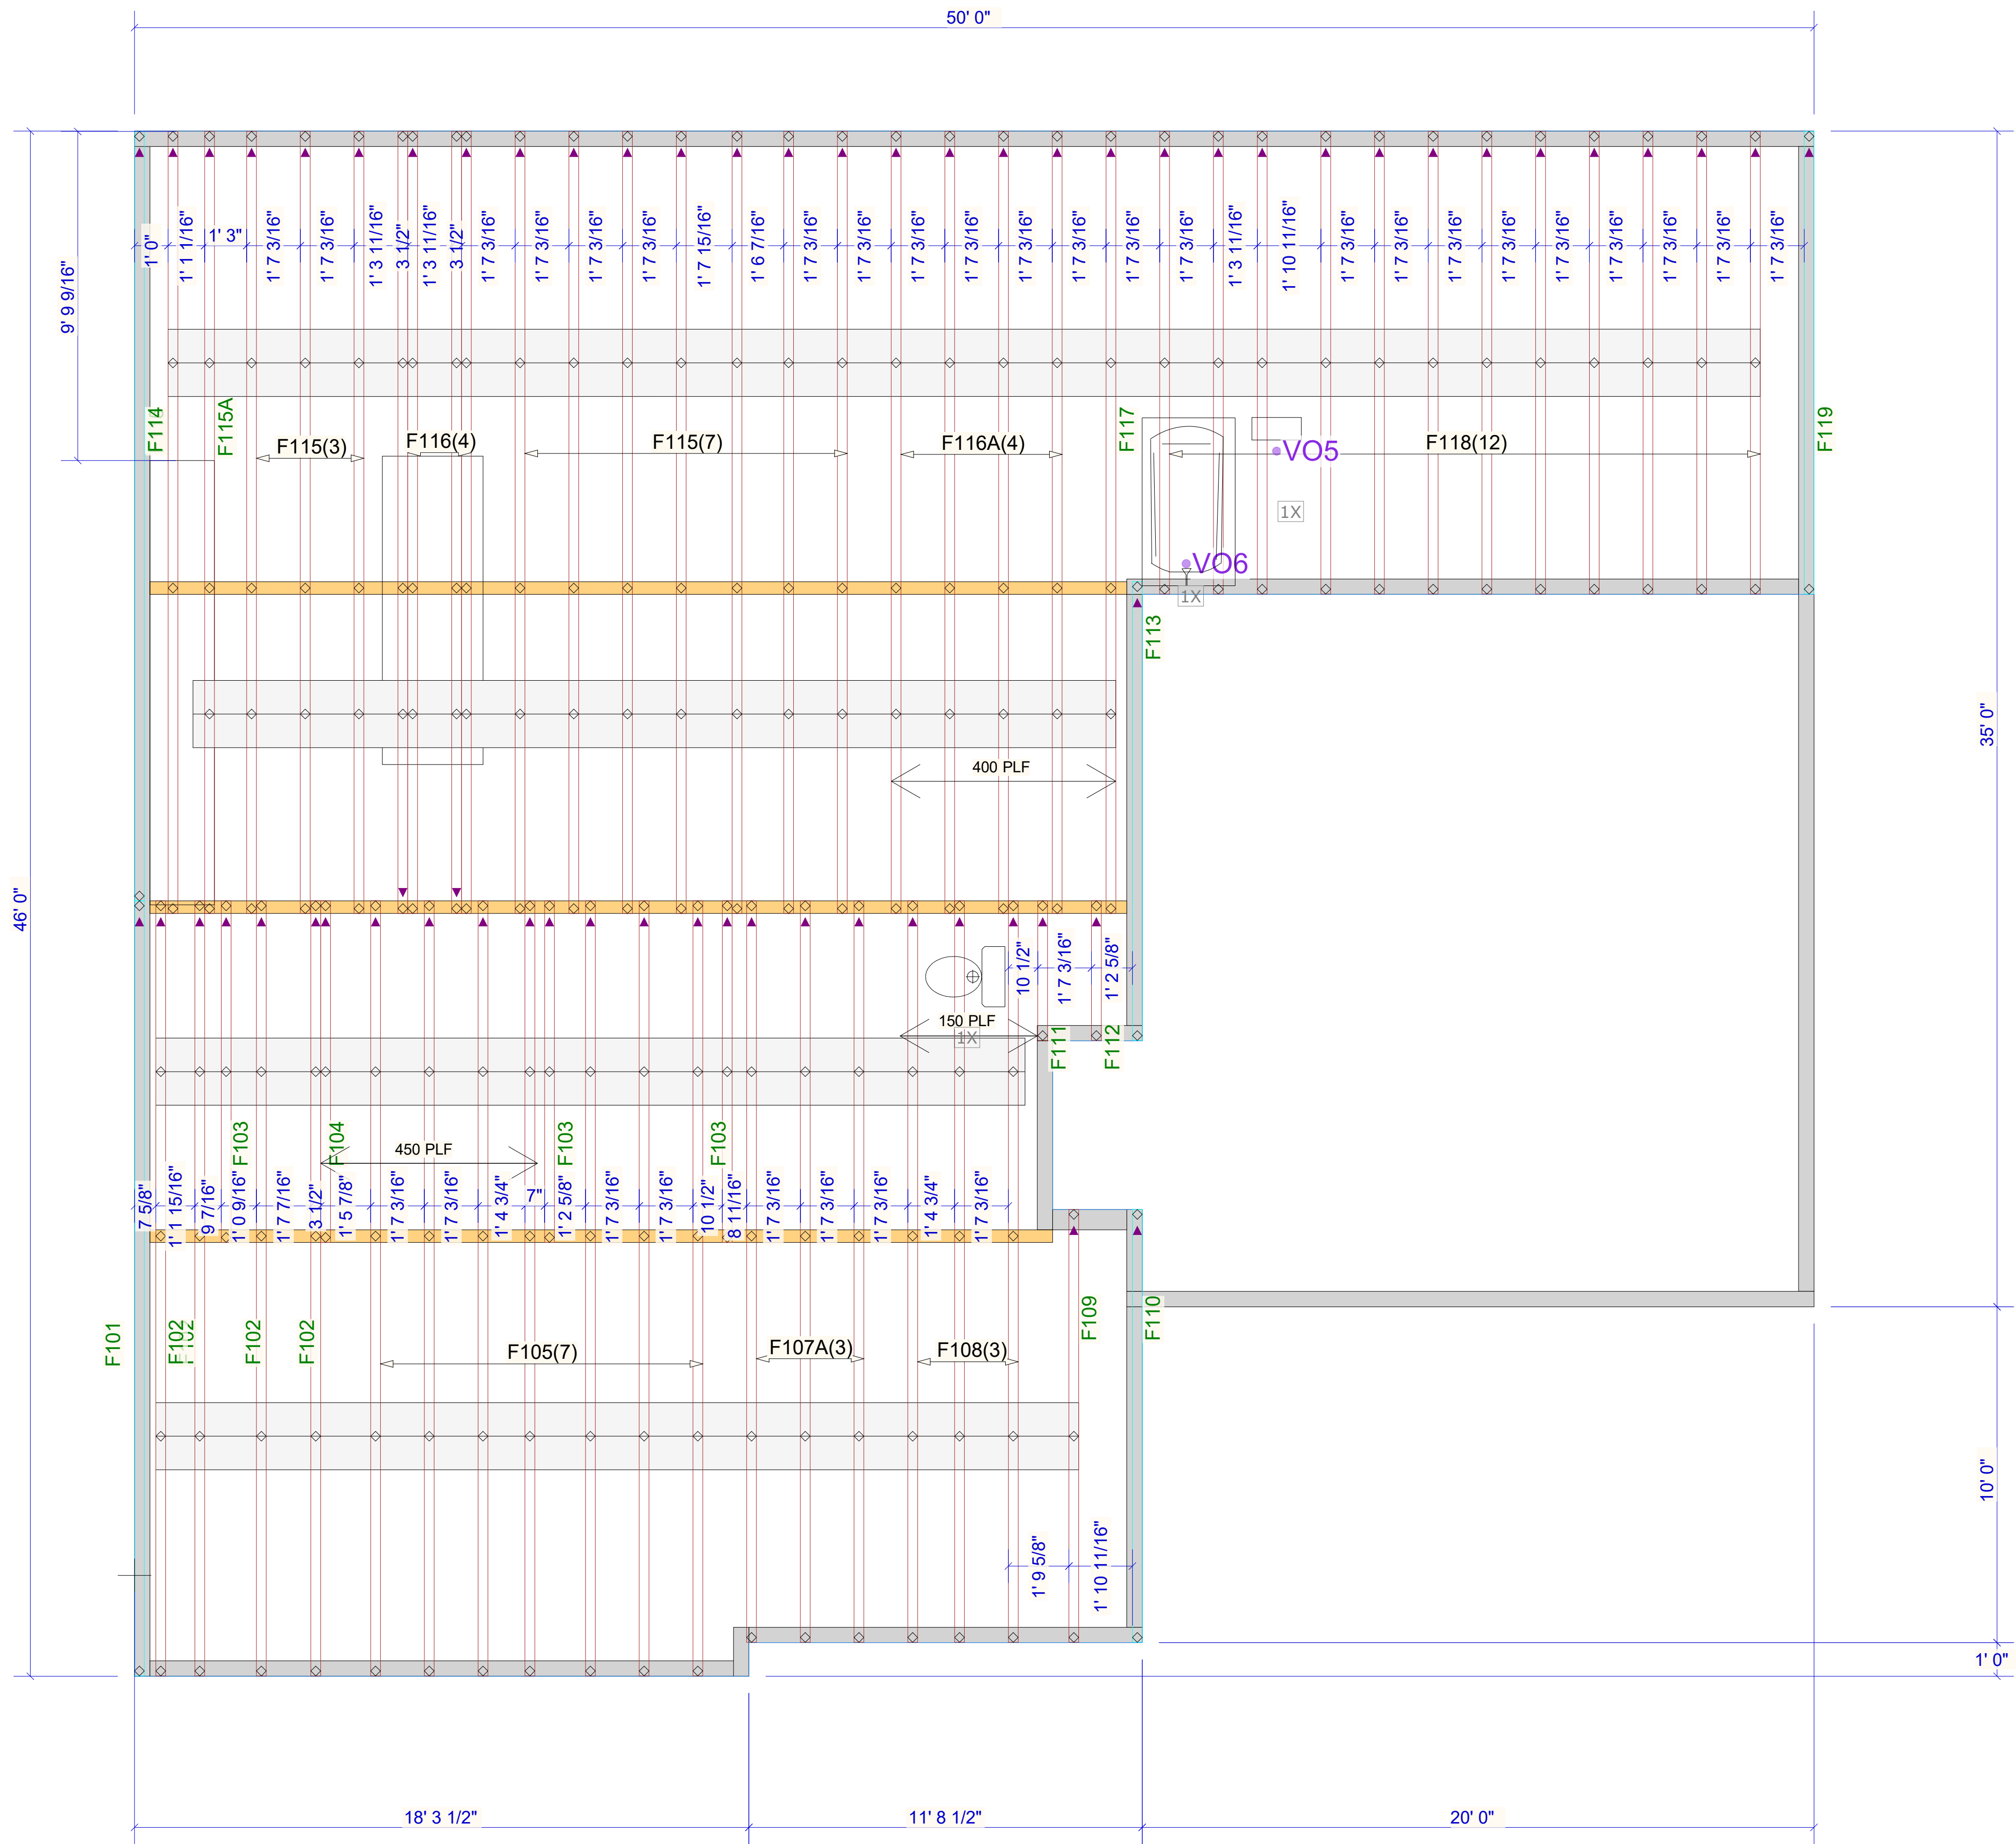 50' 0"
1' 0"
1' 1 1/16"
1' 3"
1' 7 3/16"
1' 7 3/16"
1' 3 11/16"
3 1/2"
1' 3 11/16"
3 1/2"
1' 7 3/16"
1' 7 3/16"
1' 7 3/16"
1' 7 3/16"
1' 7 15/16"
1' 6 7/16"
1' 7 3/16"
1' 7 3/16"
1' 7 3/16"
1' 7 3/16"
1' 7 3/16"
1' 7 3/16"
1' 7 3/16"
1' 7 3/16"
1' 3 11/16"
1' 10 11/16"
1' 7 3/16"
1' 7 3/16"
1' 7 3/16"
1' 7 3/16"
1' 7 3/16"
1' 7 3/16"
1' 7 3/16"
1' 7 3/16"
1' 7 3/16"
9' 9 9/16"
F114
F115A
F115(3)
F116(4)
F115(7)
F116A(4)
F117
VO5
F118(12)
F119
1X
VO6
1X
F113
35' 0"
400 PLF
46' 0"
10 1/2"
1' 7 3/16"
1' 2 5/8"
150 PLF
1X
F111
F112
F103
F104
450 PLF
F103
F103
7 5/8"
1' 1 15/16"
9 7/16"
1' 0 9/16"
1' 7 7/16"
3 1/2"
1' 5 7/8"
1' 7 3/16"
1' 7 3/16"
1' 4 3/4"
7"
1' 2 5/8"
1' 7 3/16"
1' 7 3/16"
10 1/2"
8 11/16"
1' 7 3/16"
1' 7 3/16"
1' 7 3/16"
1' 4 3/4"
1' 7 3/16"
F101
F102
F102
F102
F102
F105(7)
F107A(3)
F108(3)
F109
F110
10' 0"
1' 9 5/8"
1' 10 11/16"
1' 0"
18' 3 1/2"
11' 8 1/2"
20' 0"